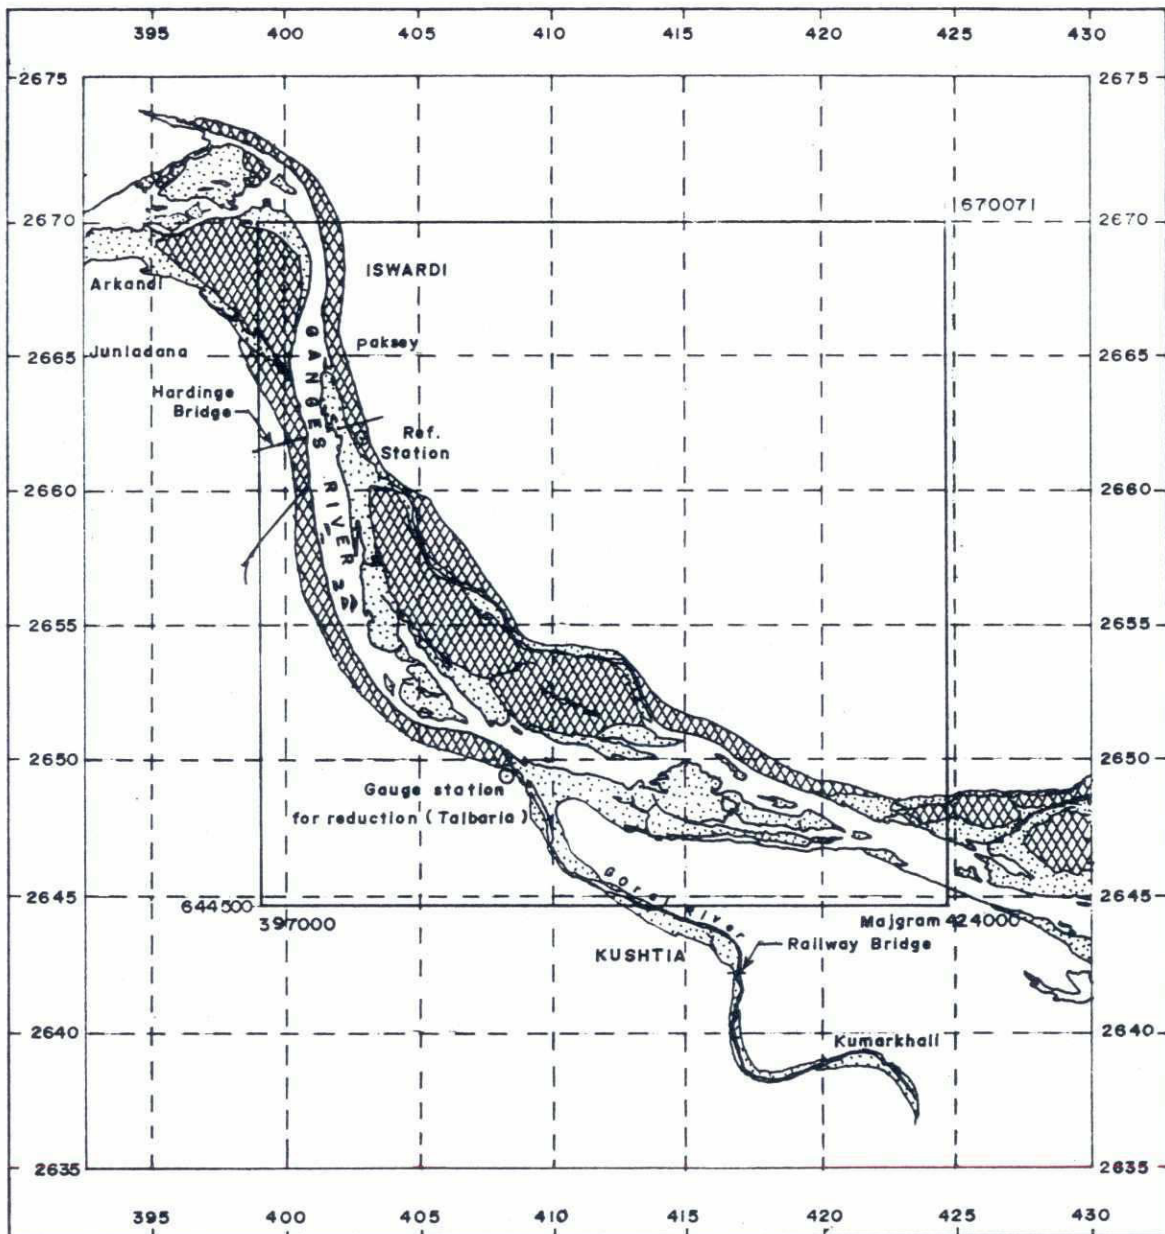 395 400 405 410 415 420 425 430
2675 2675
670071
2670 2670
ISWARDI
Arkandi
Junladana
Paksey
2665 2665
GANGES RIVER
Hardinge
Bridge
Ref.
Station
2660 2660
2655 2655
2650 2650
Gauge station
for reduction (Talbaria)
2645 2645
Gorai River
644500
397000
Majgram 424000
Railway Bridge
KUSHTIA
2640 2640
Kumarkhali
2635 2635
395 400 405 410 415 420 425 430